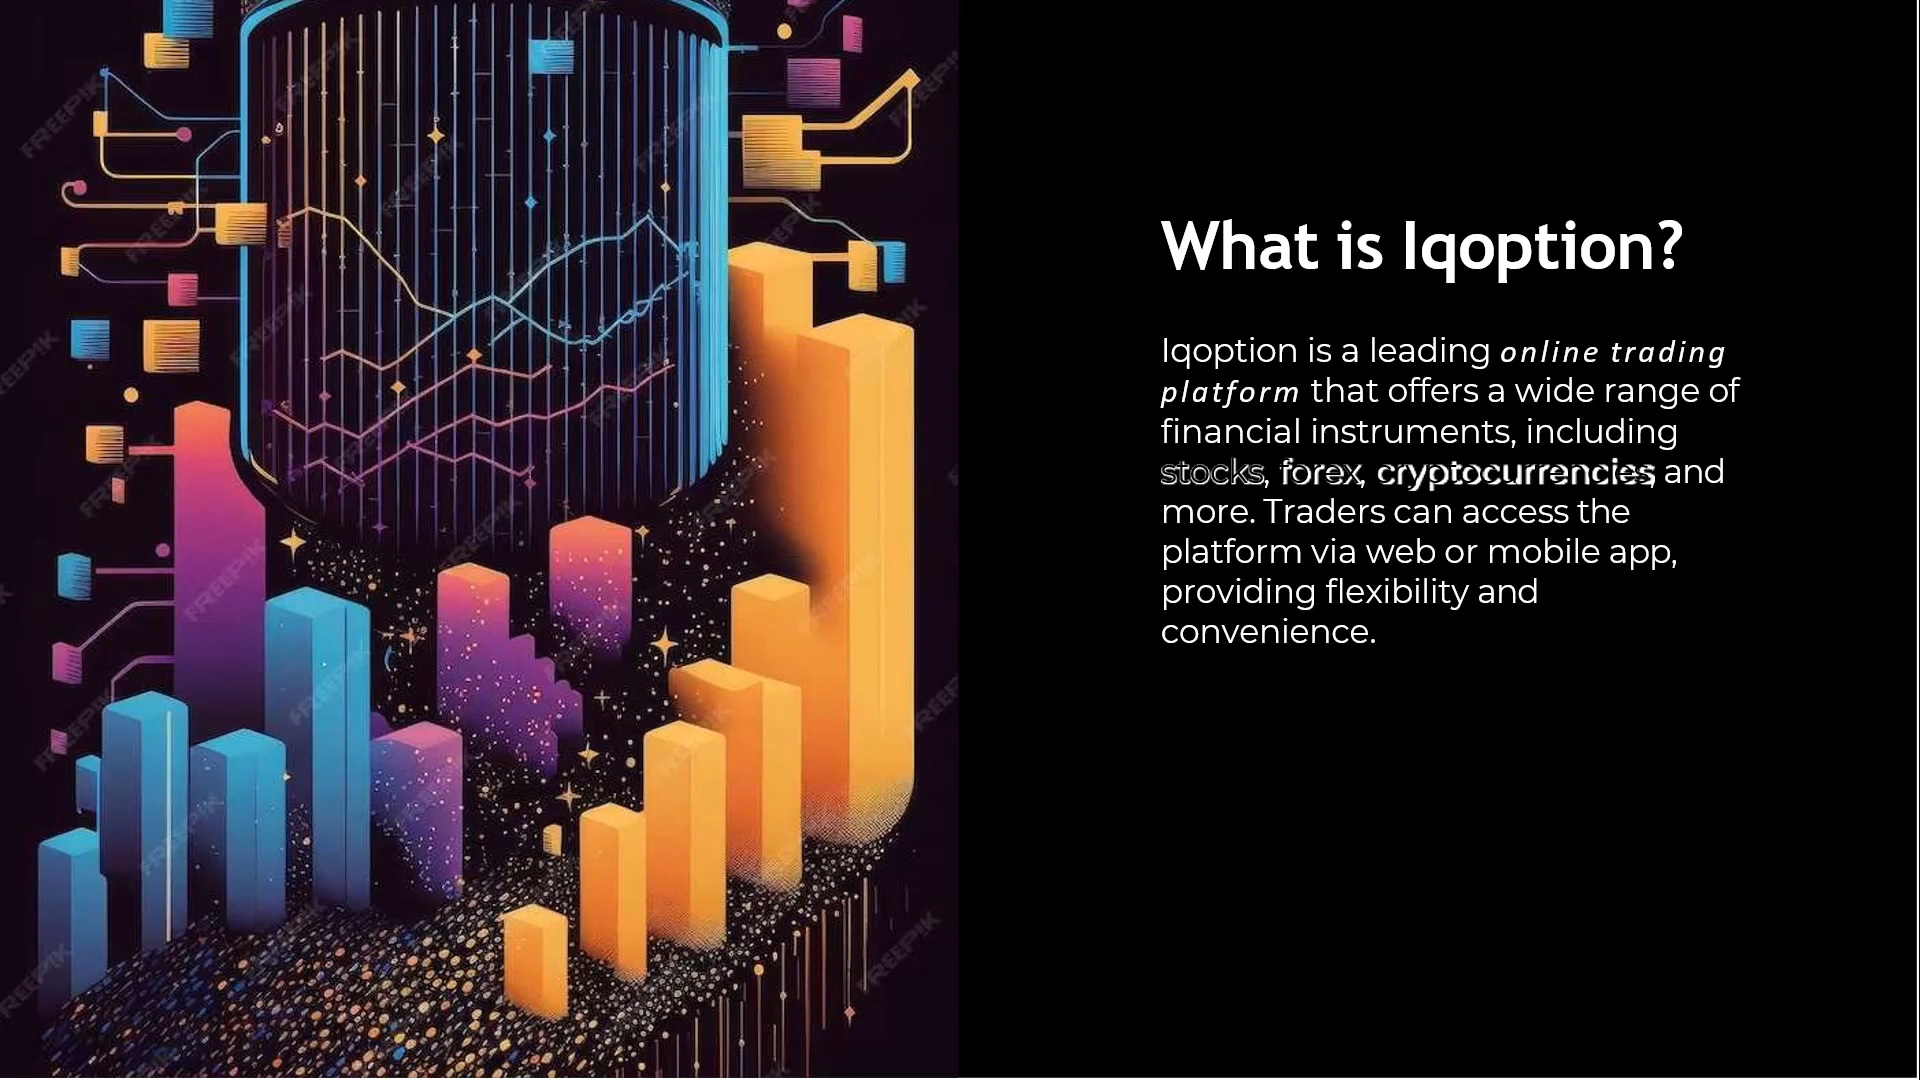 What is Iqoption?
Iqoption is a leading online trading
platform that offers a wide range of
financial instruments, including
stocks, forex, cryptocurrencies, and
more. Traders can access the
platform via web or mobile app,
providing flexibility and
convenience.
FREEPIK